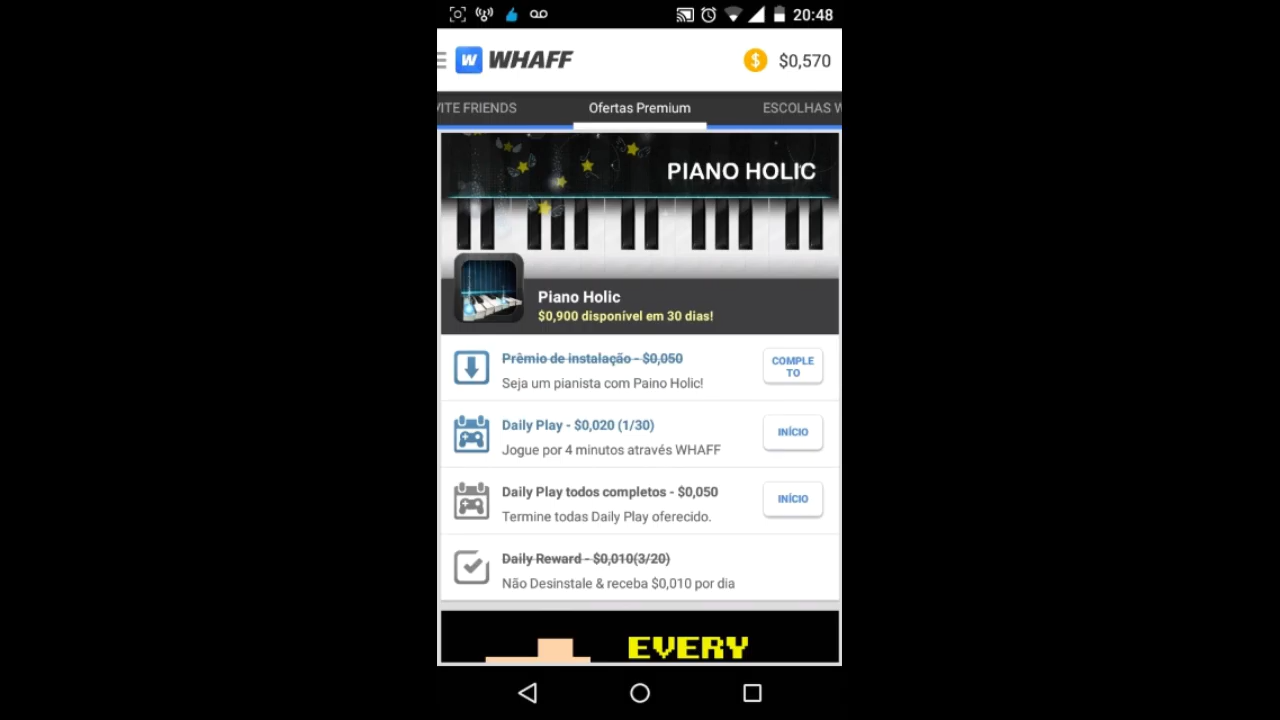 20:48
W WHAFF
$ $0,570
VITE FRIENDS
Ofertas Premium
ESCOLHAS W
PIANO HOLIC
Piano Holic
$0,900 disponível em 30 dias!
Prêmio de instalação - $0,050
Seja um pianista com Paino Holic!
COMPLE
TO
Daily Play - $0,020 (1/30)
Jogue por 4 minutos através WHAFF
INÍCIO
Daily Play todos completos - $0,050
Termine todas Daily Play oferecido.
INÍCIO
Daily Reward - $0,010(3/20)
Não Desinstale & receba $0,010 por dia
EVERY